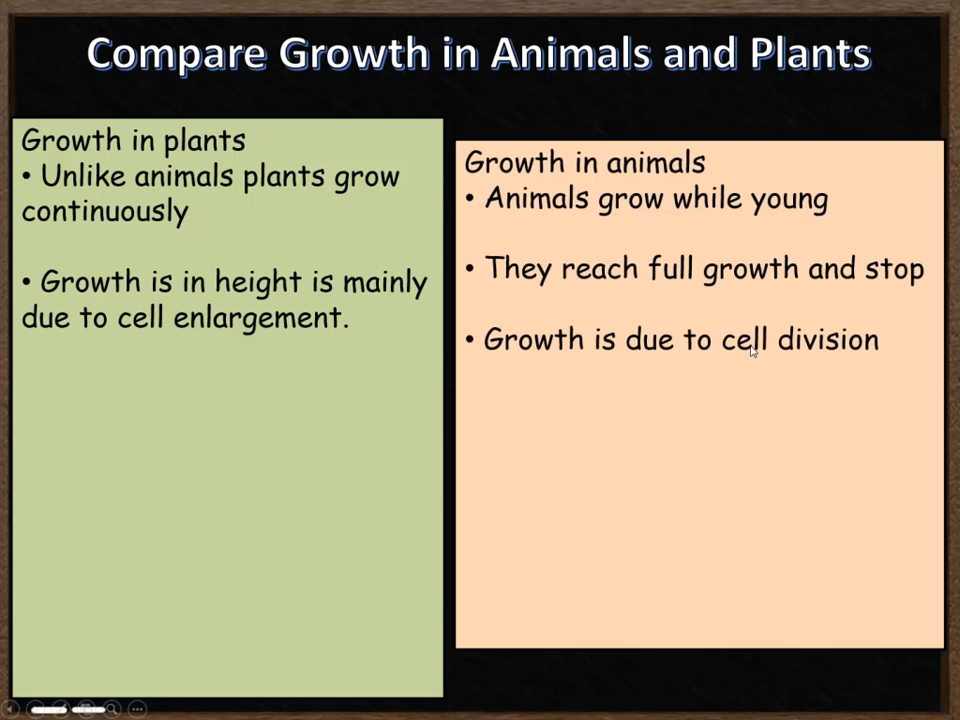 Compare Growth in Animals and Plants
Growth in plants
• Unlike animals plants grow
continuously
• Growth is in height is mainly
due to cell enlargement.
Growth in animals
• Animals grow while young
• They reach full growth and stop
• Growth is due to cell division